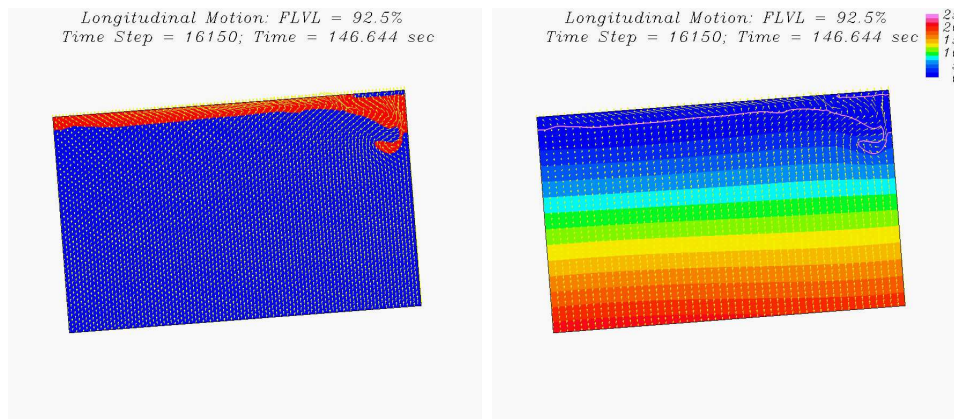 Longitudinal Motion: FLVL = 92.5%
Time Step = 16150; Time = 146.644 sec
Longitudinal Motion: FLVL = 92.5%
Time Step = 16150; Time = 146.644 sec